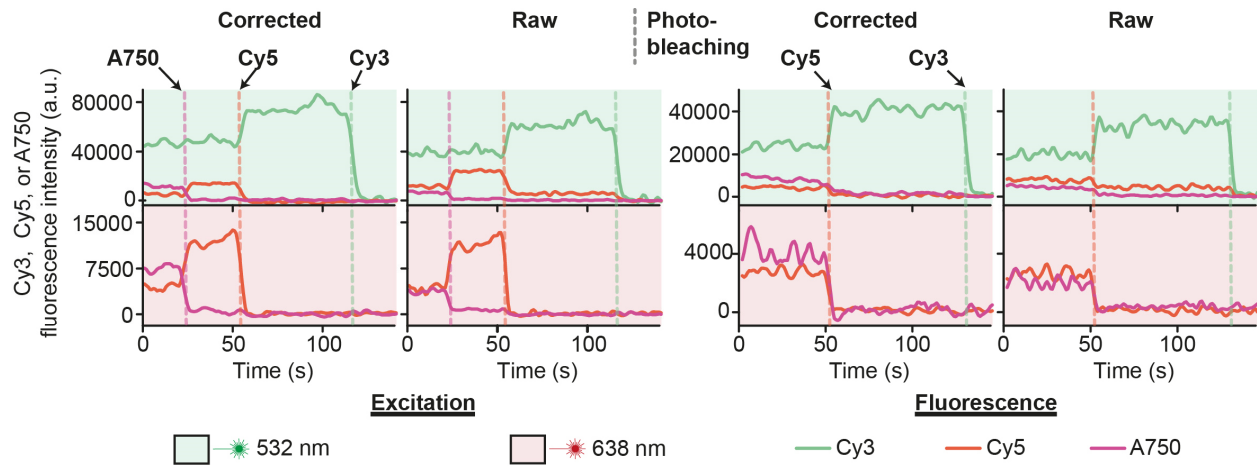 Corrected
Raw
Photo-
bleaching
Corrected
Raw
A750
Cy5
Cy3
Cy5
Cy3
Cy3, Cy5, or A750
fluorescence intensity (a.u.)
80000
40000
0
15000
7500
0
40000
20000
0
4000
0
0 50 100
0 50 100
0 50 100
0 50 100
Time (s)
Time (s)
Time (s)
Time (s)
Excitation
Fluorescence
532 nm
638 nm
Cy3
Cy5
A750